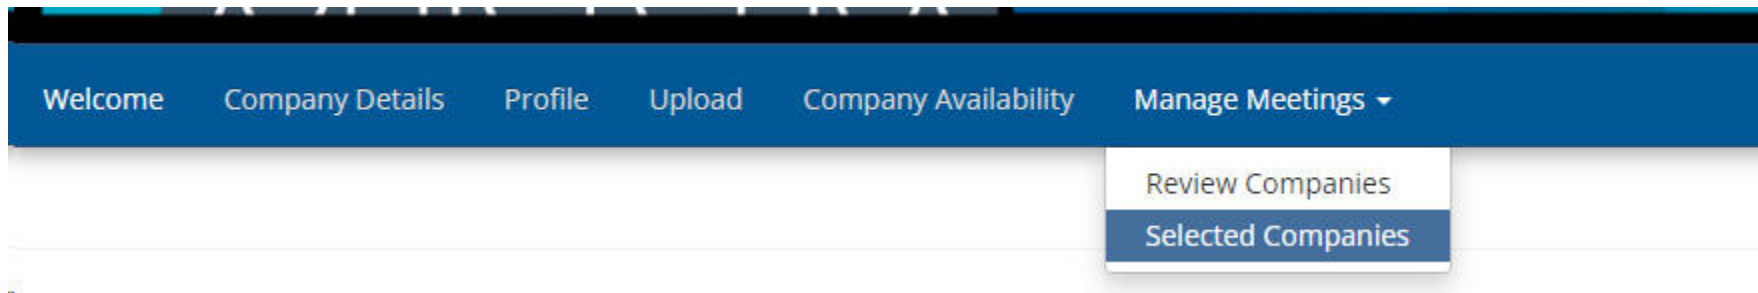 Welcome Company Details Profile Upload Company Availability Manage Meetings
Review Companies
Selected Companies